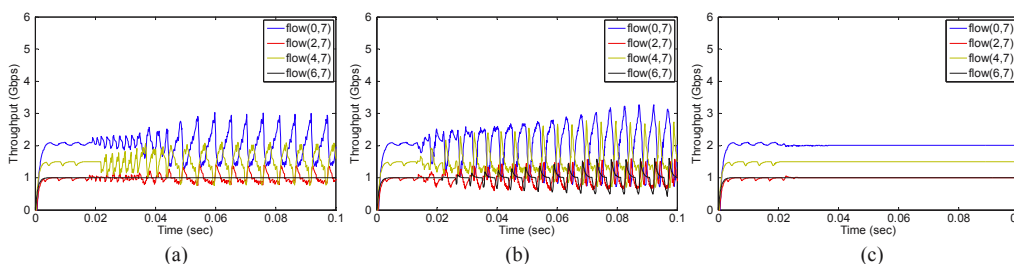 6
5
4
3
2
1
0
Throughput (Gbps)
0 0.02 0.04 0.06 0.08 0.1
Time (sec)
flow(0,7)
flow(2,7)
flow(4,7)
flow(6,7)
(a)
6
5
4
3
2
1
0
Throughput (Gbps)
0 0.02 0.04 0.06 0.08 0.1
Time (sec)
flow(0,7)
flow(2,7)
flow(4,7)
flow(6,7)
(b)
6
5
4
3
2
1
0
Throughput (Gbps)
0 0.02 0.04 0.06 0.08 0.
Time (sec)
flow(0,7)
flow(2,7)
flow(4,7)
flow(6,7)
(c)